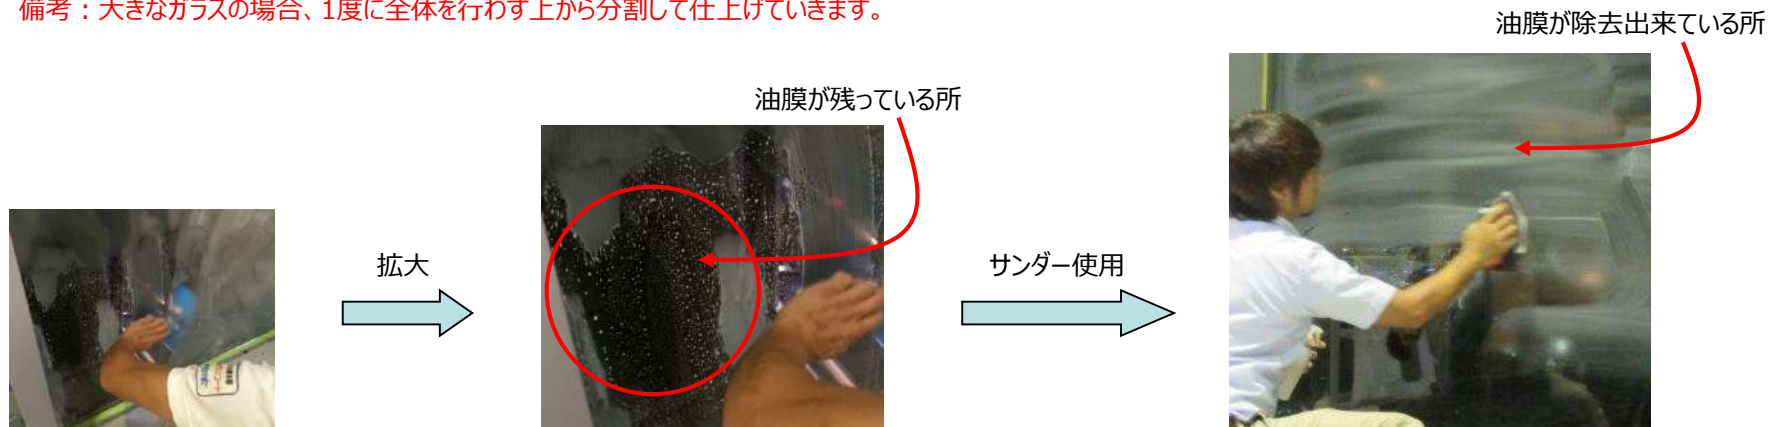 備考：大きなガラスの場合、1度に全体を行わず上から分割して仕上げていきます。
油膜が除去出来ている所
油膜が残っている所
拡大
サンダー使用